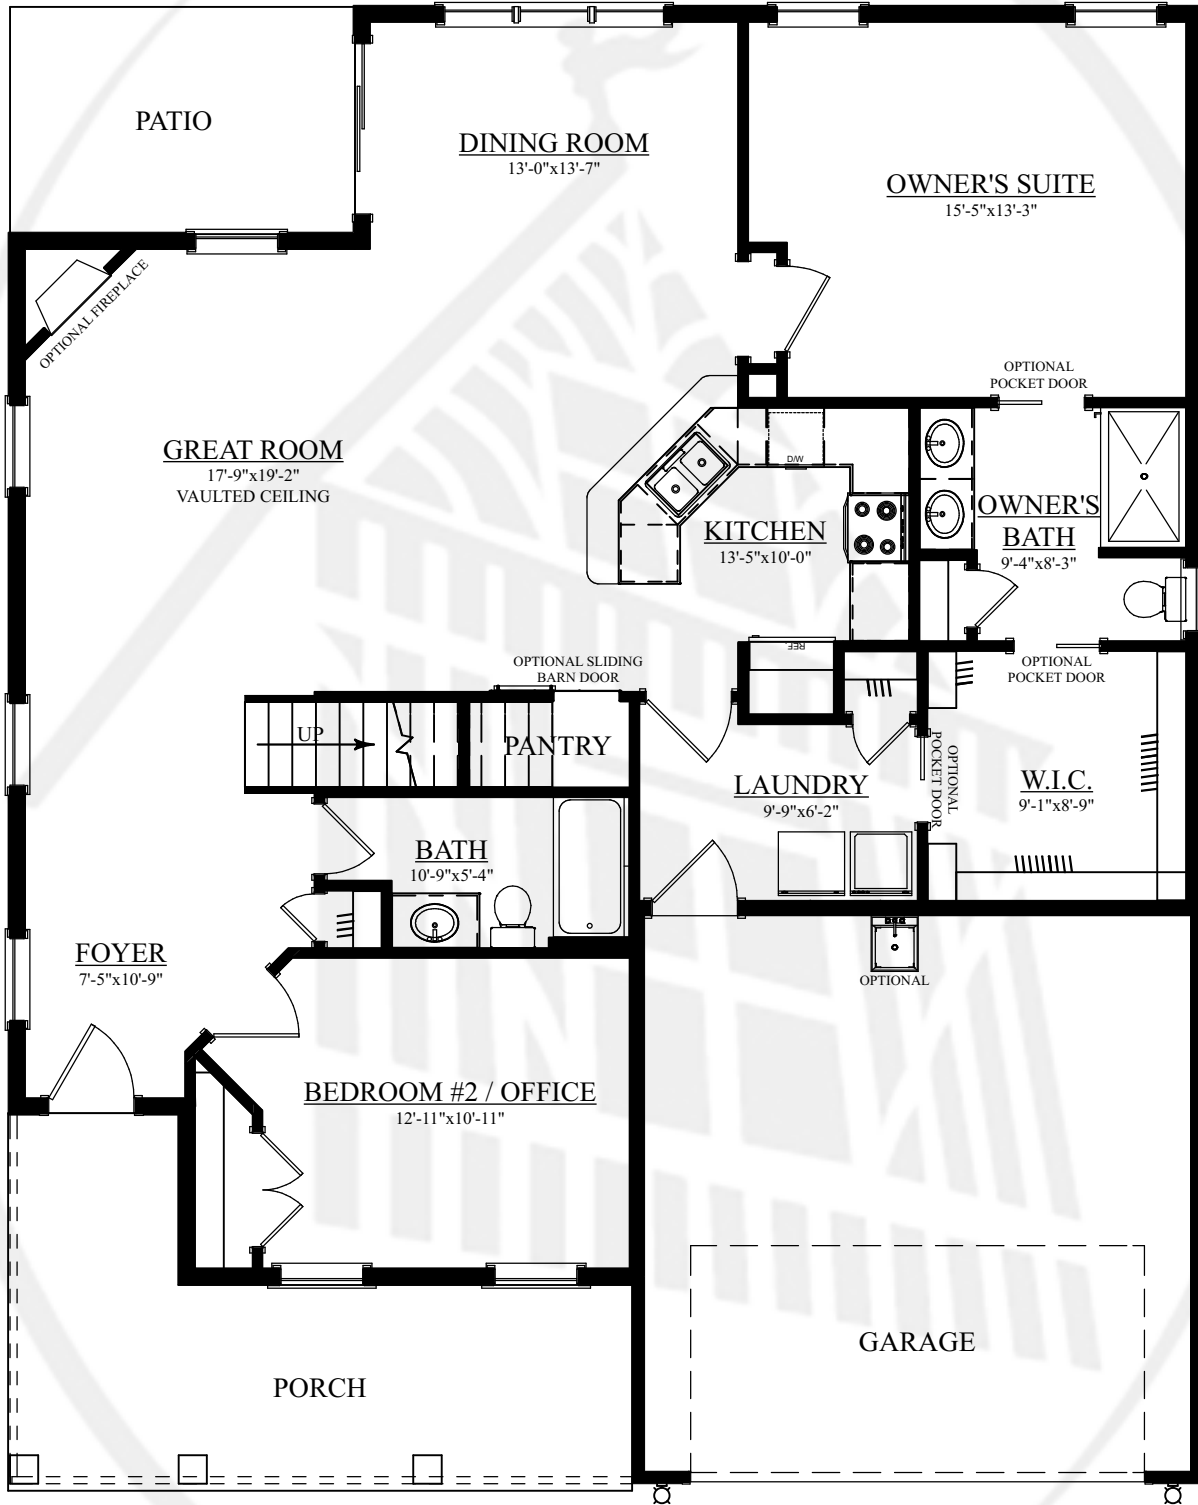 PATIO
DINING ROOM
13'-0"x13'-7"
OWNER'S SUITE
15'-5"x13'-3"
OPTIONAL FIREPLACE
OPTIONAL
POCKET DOOR
GREAT ROOM
17'-9"x19'-2"
VAULTED CEILING
D/W
KITCHEN
13'-5"x10'-0"
OWNER'S
BATH
9'-4"x8'-3"
REF.
OPTIONAL SLIDING
BARN DOOR
OPTIONAL
POCKET DOOR
UP
PANTRY
LAUNDRY
9'-9"x6'-2"
OPTIONAL
POCKET DOOR
W.I.C.
9'-1"x8'-9"
BATH
10'-9"x5'-4"
FOYER
7'-5"x10'-9"
OPTIONAL
BEDROOM #2 / OFFICE
12'-11"x10'-11"
GARAGE
PORCH